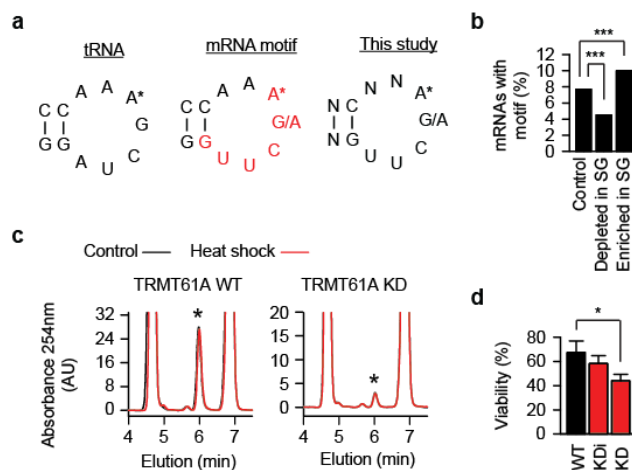 a
tRNA
mRNA motif
This study
A
A
A*
C
C
G
G
G
A
U
C
C
C
A
A
A*
G/A
G
G
U
U
C
N
N
N
C
A*
G/A
N
G
U
U
C
b
mRNAs with motif (%)
12
10
8
6
4
2
0
***
***
Control
Depleted in SG
Enriched in SG
c
Control
Heat shock
TRMT61A WT
TRMT61A KD
Absorbance 254nm (AU)
32
24
16
8
0
*
4 5 6 7
Elution (min)
20
15
10
5
0
*
4 5 6 7
Elution (min)
d
Viability (%)
80
60
40
20
0
*
WT
KDi
KD